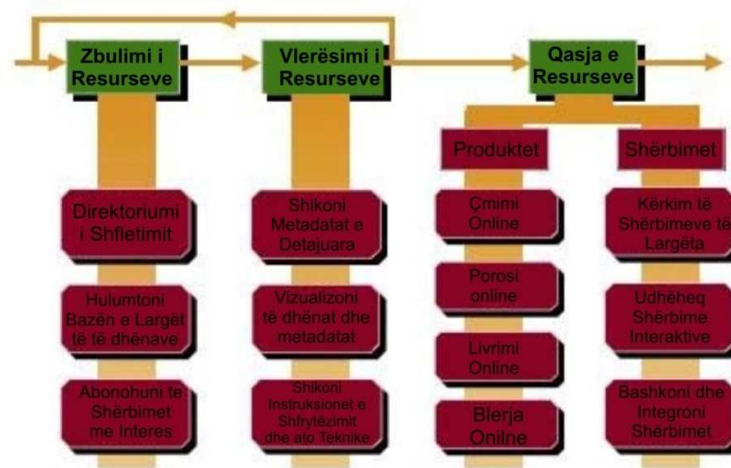 Zbulimi i
Resurseve
Vlerësimi i
Resurseve
Qasja e
Resurseve
Produktet
Shërbimet
Direktoriumi
i Shfletimit
Hulumtoni
Bazën e Largët
të të dhënave
Abonohuni te
Shërbimet
me Interes
Shikoni
Metadatat e
Detajuara
Vizualizoni
të dhënat dhe
metadatat
Shikoni
Instruksionet e
Shfrytëzimit
dhe ato Teknike
Çmimi
Online
Porosi
online
Livrimi
Online
Blerja
Onilne
Kërkim të
Shërbimeve të
Largëta
Udhëheq
Shërbime
Interaktive
Bashkoni dhe
Integroni
Shërbimet